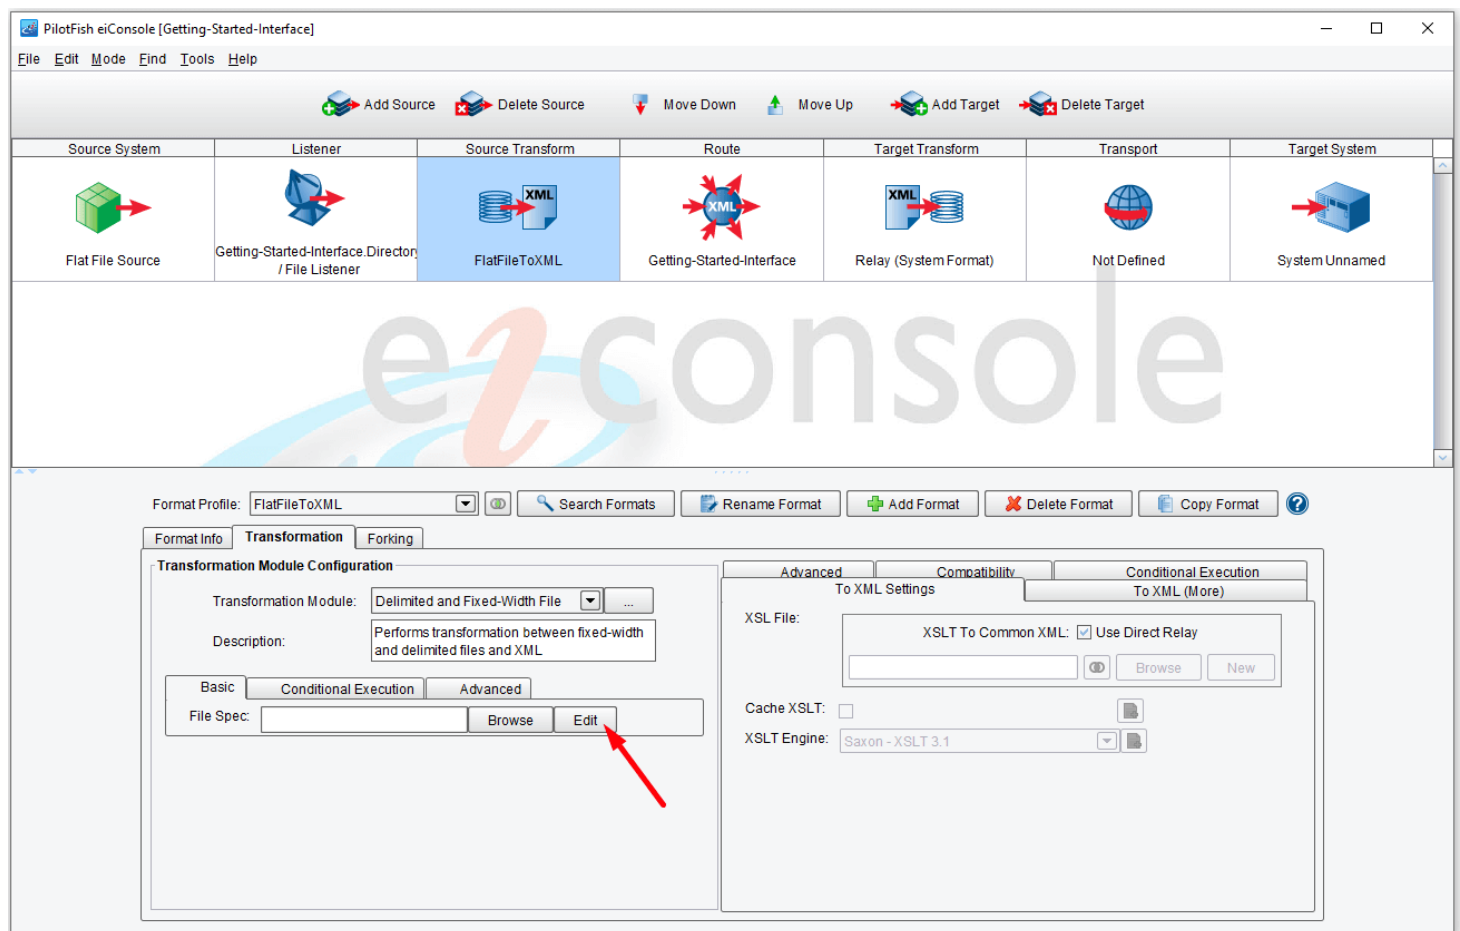 PilotFish eiConsole [Getting-Started-Interface]
File Edit Mode Find Tools Help
Add Source Delete Source Move Down Move Up Add Target Delete Target
Source System Listener Source Transform Route Target Transform Transport Target System
XML XML XML
Flat File Source Getting-Started-Interface.Director FlatFileToXML Getting-Started-Interface Relay (System Format) Not Defined System Unnamed
/ File Listener
eiconsole
Format Profile: FlatFileToXML Search Formats Rename Format Add Format Delete Format Copy Format ?
Format Info Transformation Forking
Transformation Module Configuration
Transformation Module: Delimited and Fixed-Width File ...
Description: Performs transformation between fixed-width
and delimited files and XML
Basic Conditional Execution Advanced
File Spec: Browse Edit
Advanced Compatibility Conditional Execution
To XML Settings To XML (More)
XSL File:
XSLT To Common XML: Use Direct Relay
Browse New
Cache XSLT:
XSLT Engine: Saxon - XSLT 3.1